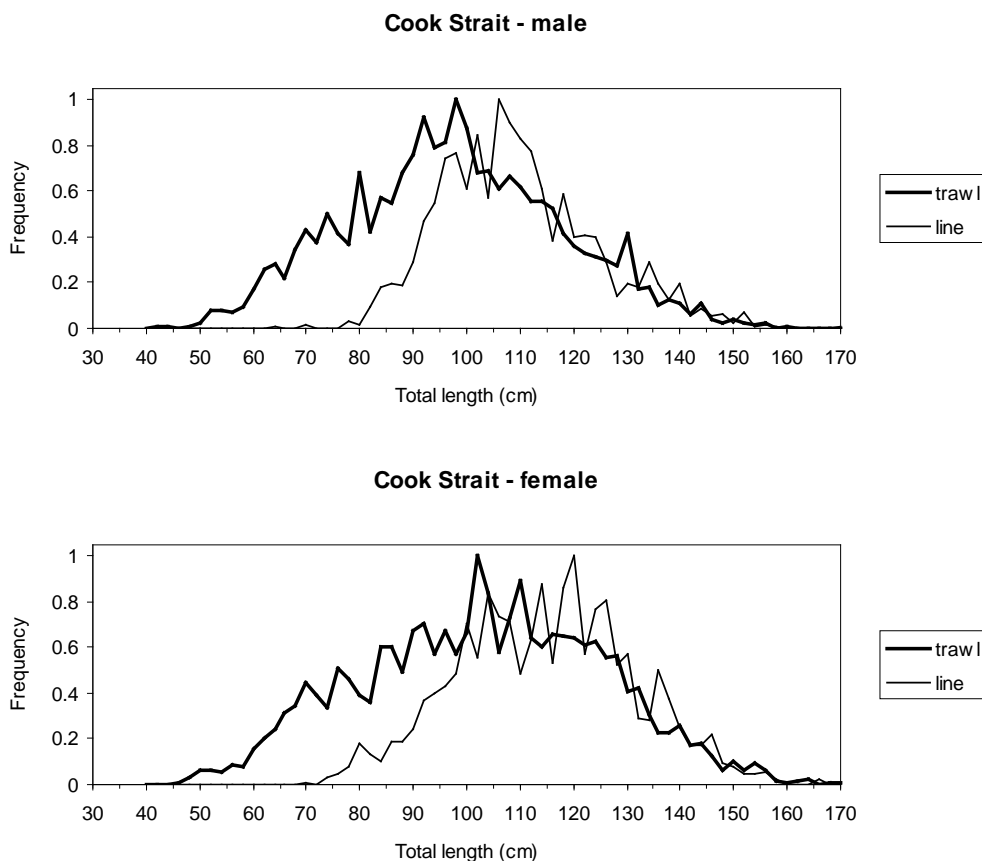 Cook Strait - male
1
0.8
0.6
0.4
0.2
0
Frequency
30 40 50 60 70 80 90 100 110 120 130 140 150 160 170
Total length (cm)
trawl
line
Cook Strait - female
1
0.8
0.6
0.4
0.2
0
Frequency
30 40 50 60 70 80 90 100 110 120 130 140 150 160 170
Total length (cm)
trawl
line